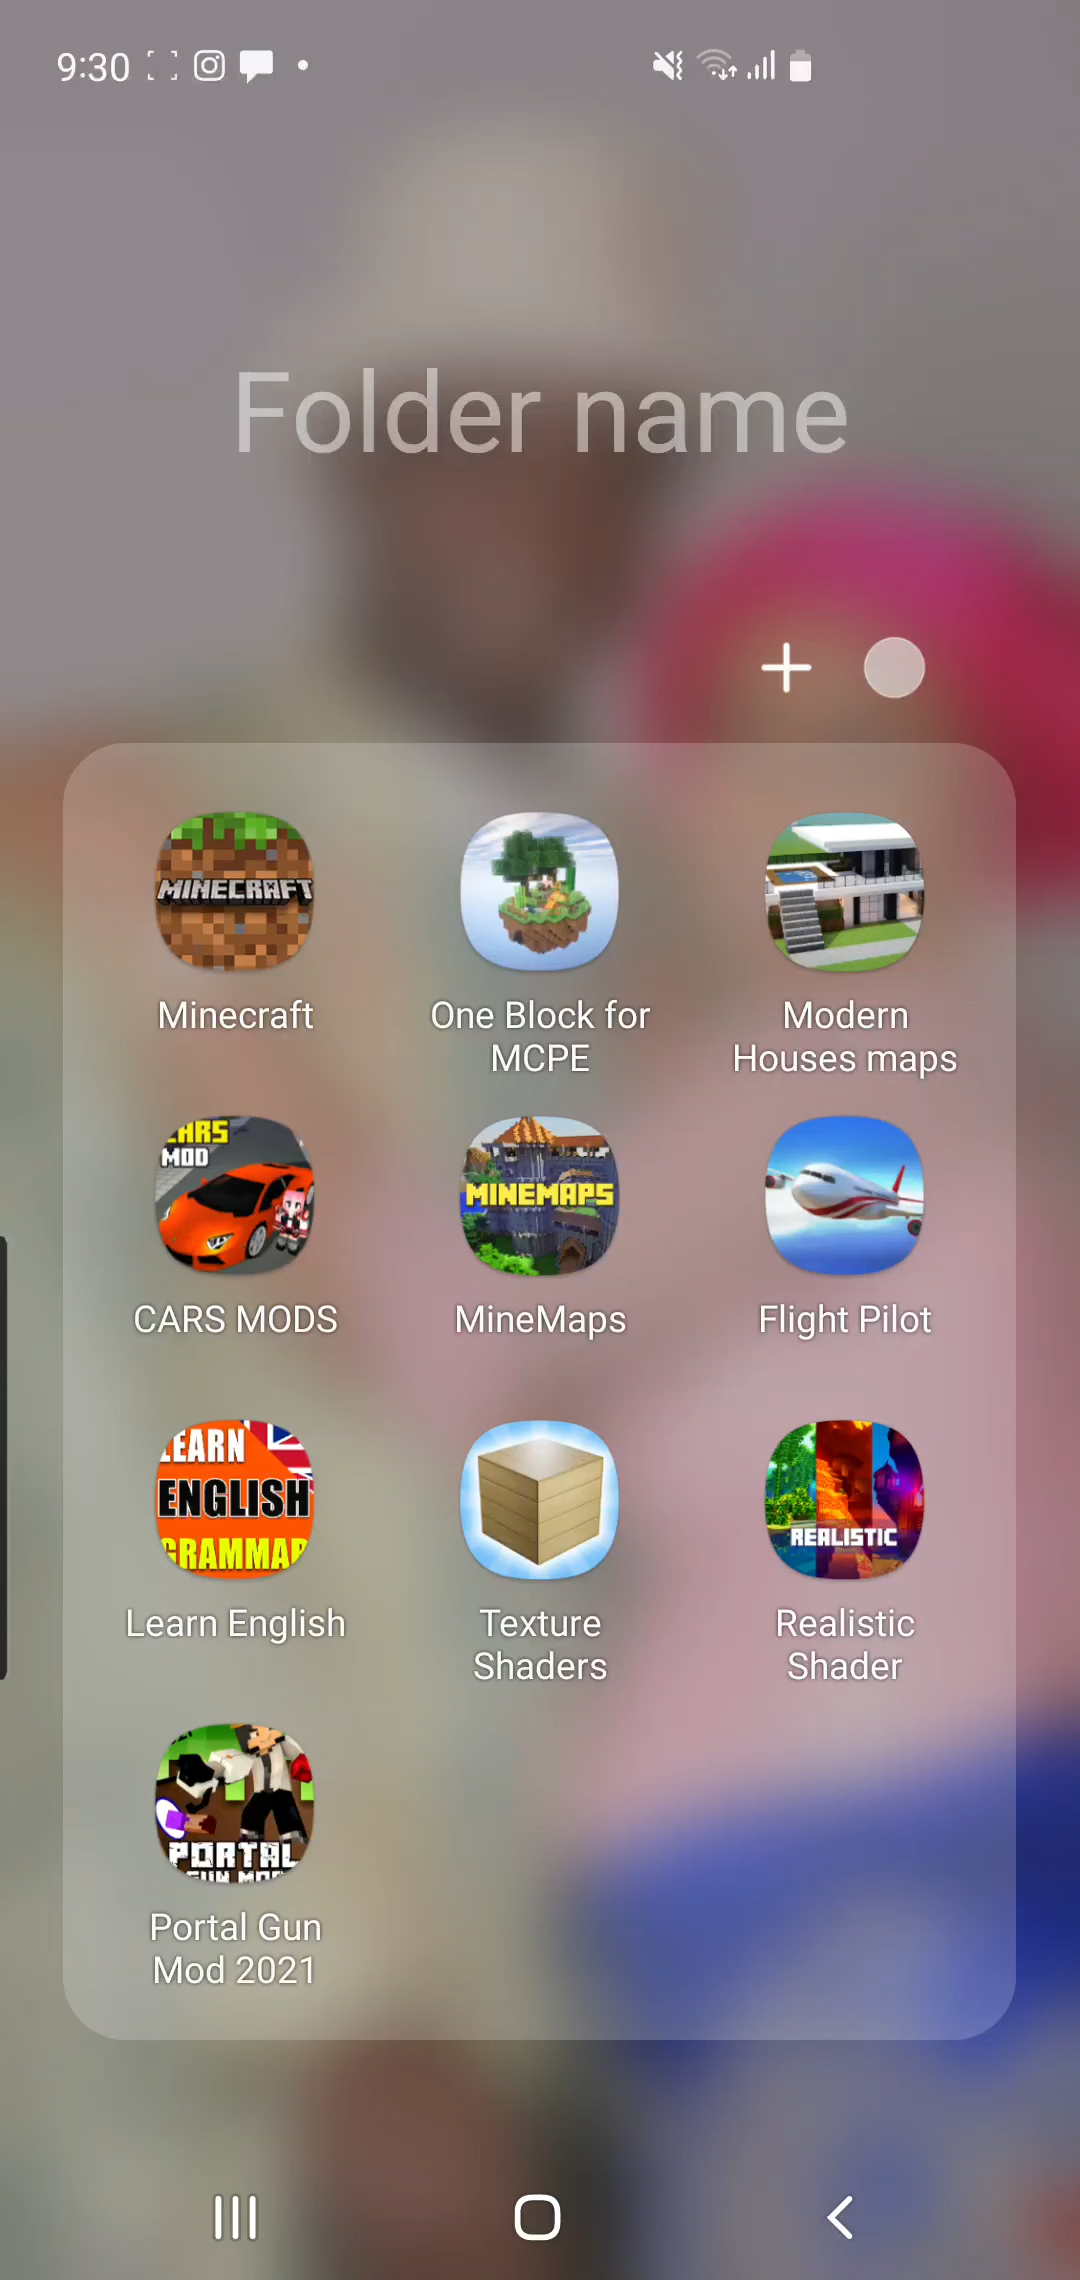 9:30
Folder name
MINECRAFT
Minecraft
One Block for
MCPE
Modern
Houses maps
CARS
MOD
CARS MODS
MINEMAPS
MineMaps
Flight Pilot
LEARN
ENGLISH
GRAMMAR
Learn English
Texture
Shaders
REALISTIC
Realistic
Shader
PORTAL
GUN MOD
Portal Gun
Mod 2021